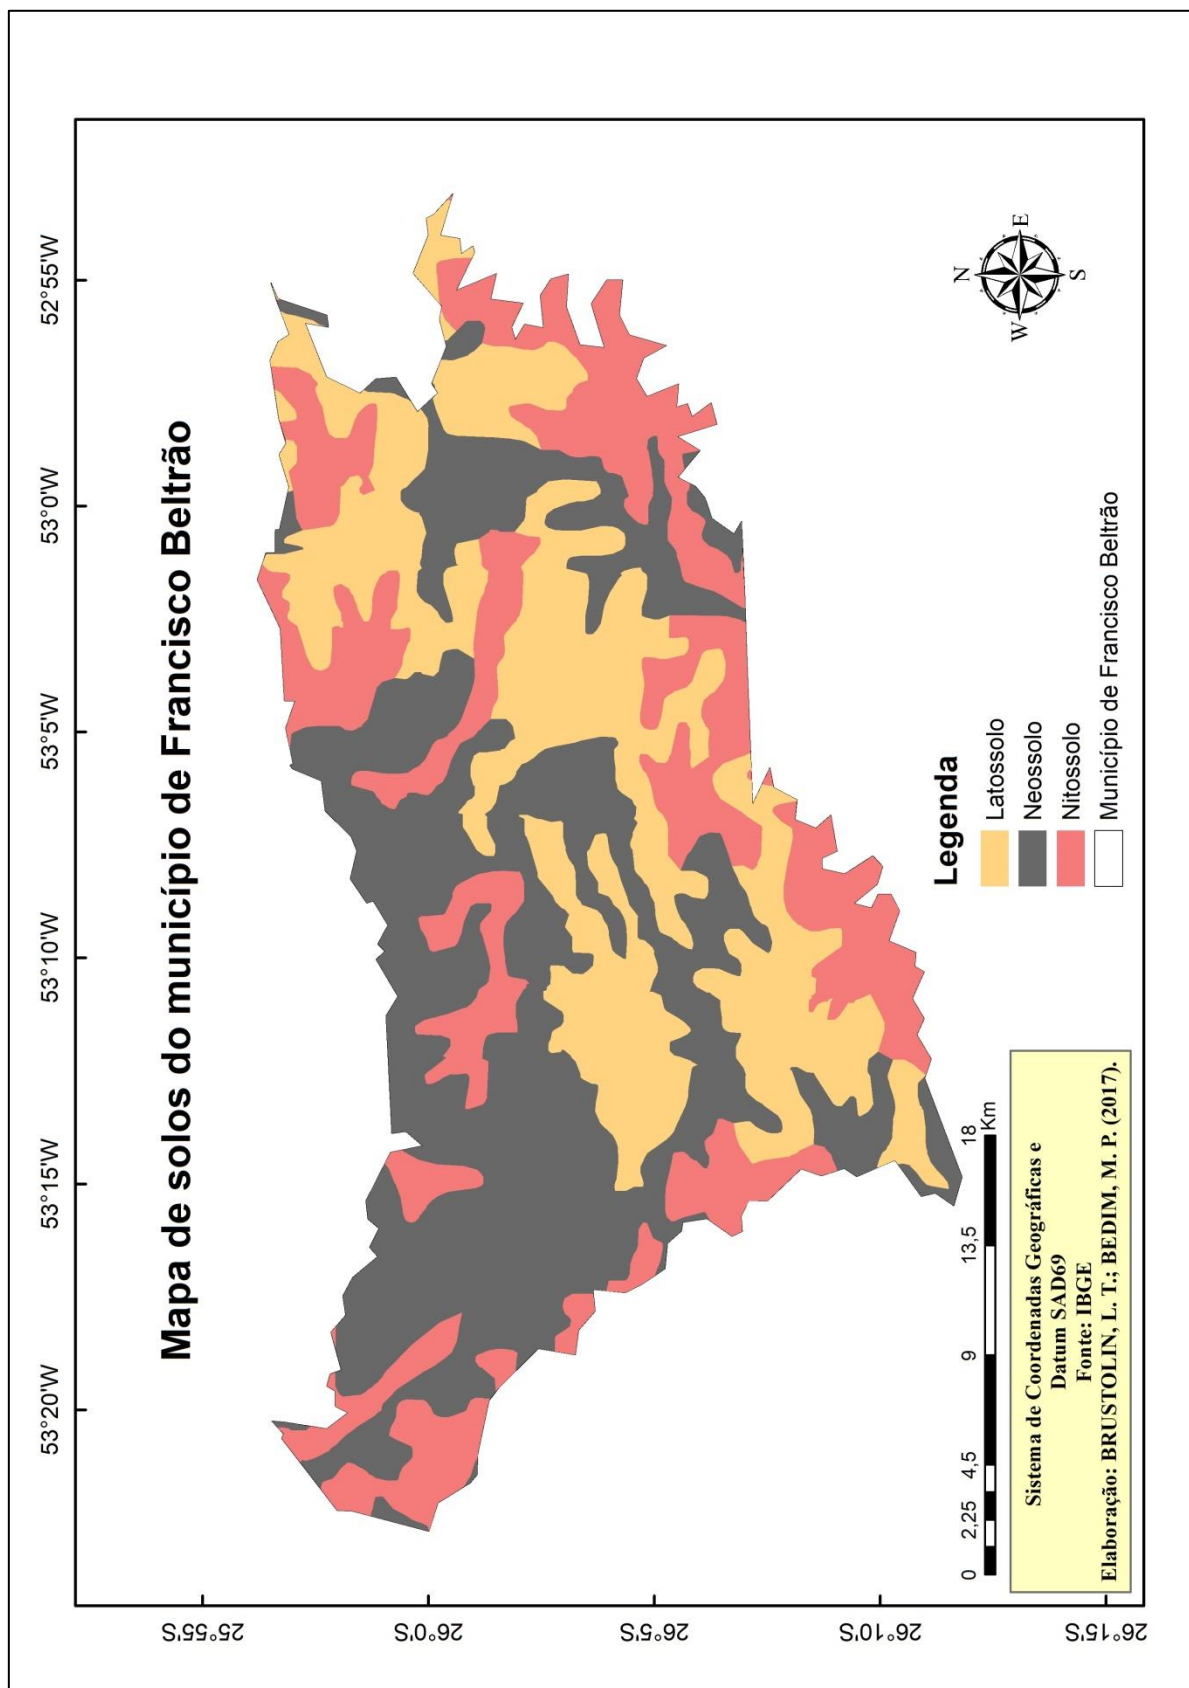 Mapa de solos do município de Francisco Beltrão
53°20'W
53°15'W
53°10'W
53°5'W
53°0'W
52°55'W
25°55'S
26°0'S
26°5'S
26°10'S
26°15'S
Legenda
Latossolo
Neossolo
Nitossolo
Município de Francisco Beltrão
N
W
E
S
0 2,25 4,5 9 13,5 18
Km
Sistema de Coordenadas Geográficas e
Datum SAD69
Fonte: IBGE
Elaboração: BRUSTOLIN, L. T.; BEDIM, M. P. (2017).